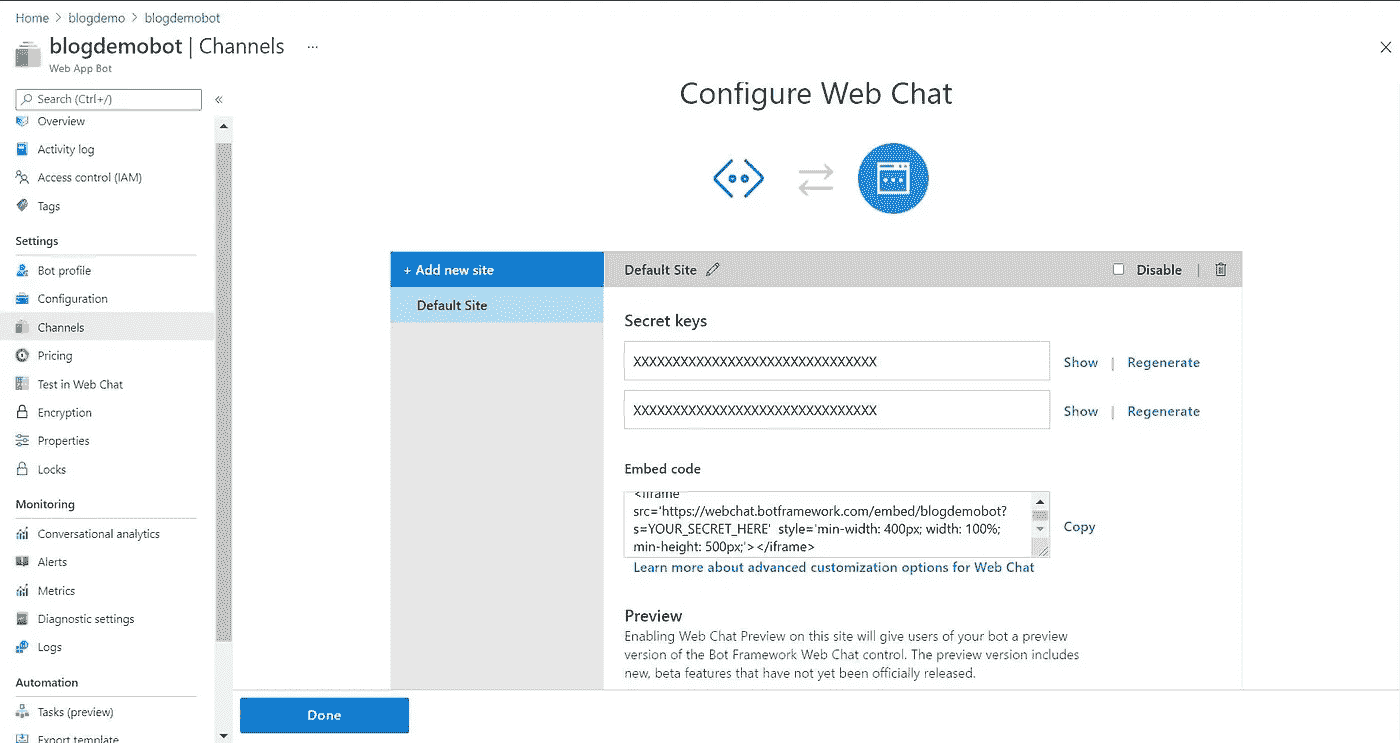 Home > blogdemo > blogdemobot
blogdemobot | Channels ...
Web App Bot
Search (Ctrl+/) «
Overview
Activity log
Access control (IAM)
Tags
Settings
Bot profile
Configuration
Channels
Pricing
Test in Web Chat
Encryption
Properties
Locks
Monitoring
Conversational analytics
Alerts
Metrics
Diagnostic settings
Logs
Automation
Tasks (preview)
Export template
Configure Web Chat
+ Add new site
Default Site
Default Site
Disable |
Secret keys
XXXXXXXXXXXXXXXXXXXXXXXXXXXXXXX
Show | Regenerate
XXXXXXXXXXXXXXXXXXXXXXXXXXXXXXX
Show | Regenerate
Embed code
<iframe
src='https://webchat.botframework.com/embed/blogdemobot?
s=YOUR_SECRET_HERE' style='min-width: 400px; width: 100%;
min-height: 500px;'></iframe>
Copy
Learn more about advanced customization options for Web Chat
Preview
Enabling Web Chat Preview on this site will give users of your bot a preview
version of the Bot Framework Web Chat control. The preview version includes
new, beta features that have not yet been officially released.
Done